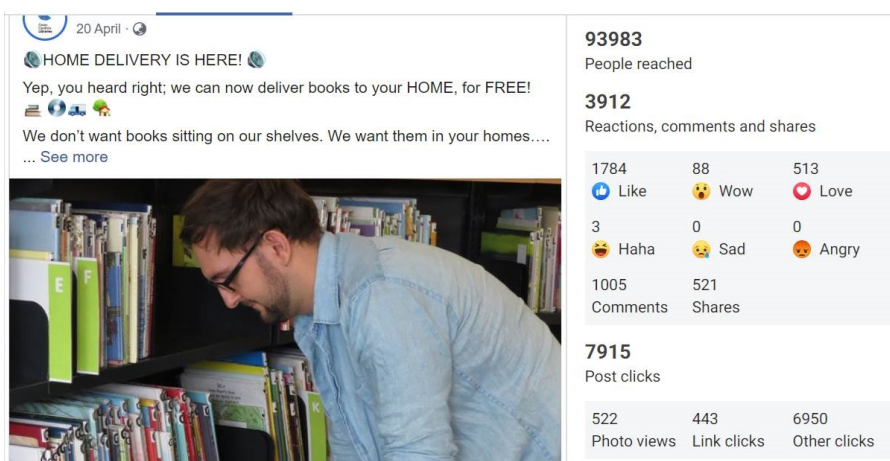 20 April
HOME DELIVERY IS HERE!
Yep, you heard right; we can now deliver books to your HOME, for FREE!
We don’t want books sitting on our shelves. We want them in your homes….
... See more
E
F
K
93983
People reached
3912
Reactions, comments and shares
1784 88 513
Like Wow Love
3 0 0
Haha Sad Angry
1005 521
Comments Shares
7915
Post clicks
522 443 6950
Photo views Link clicks Other clicks